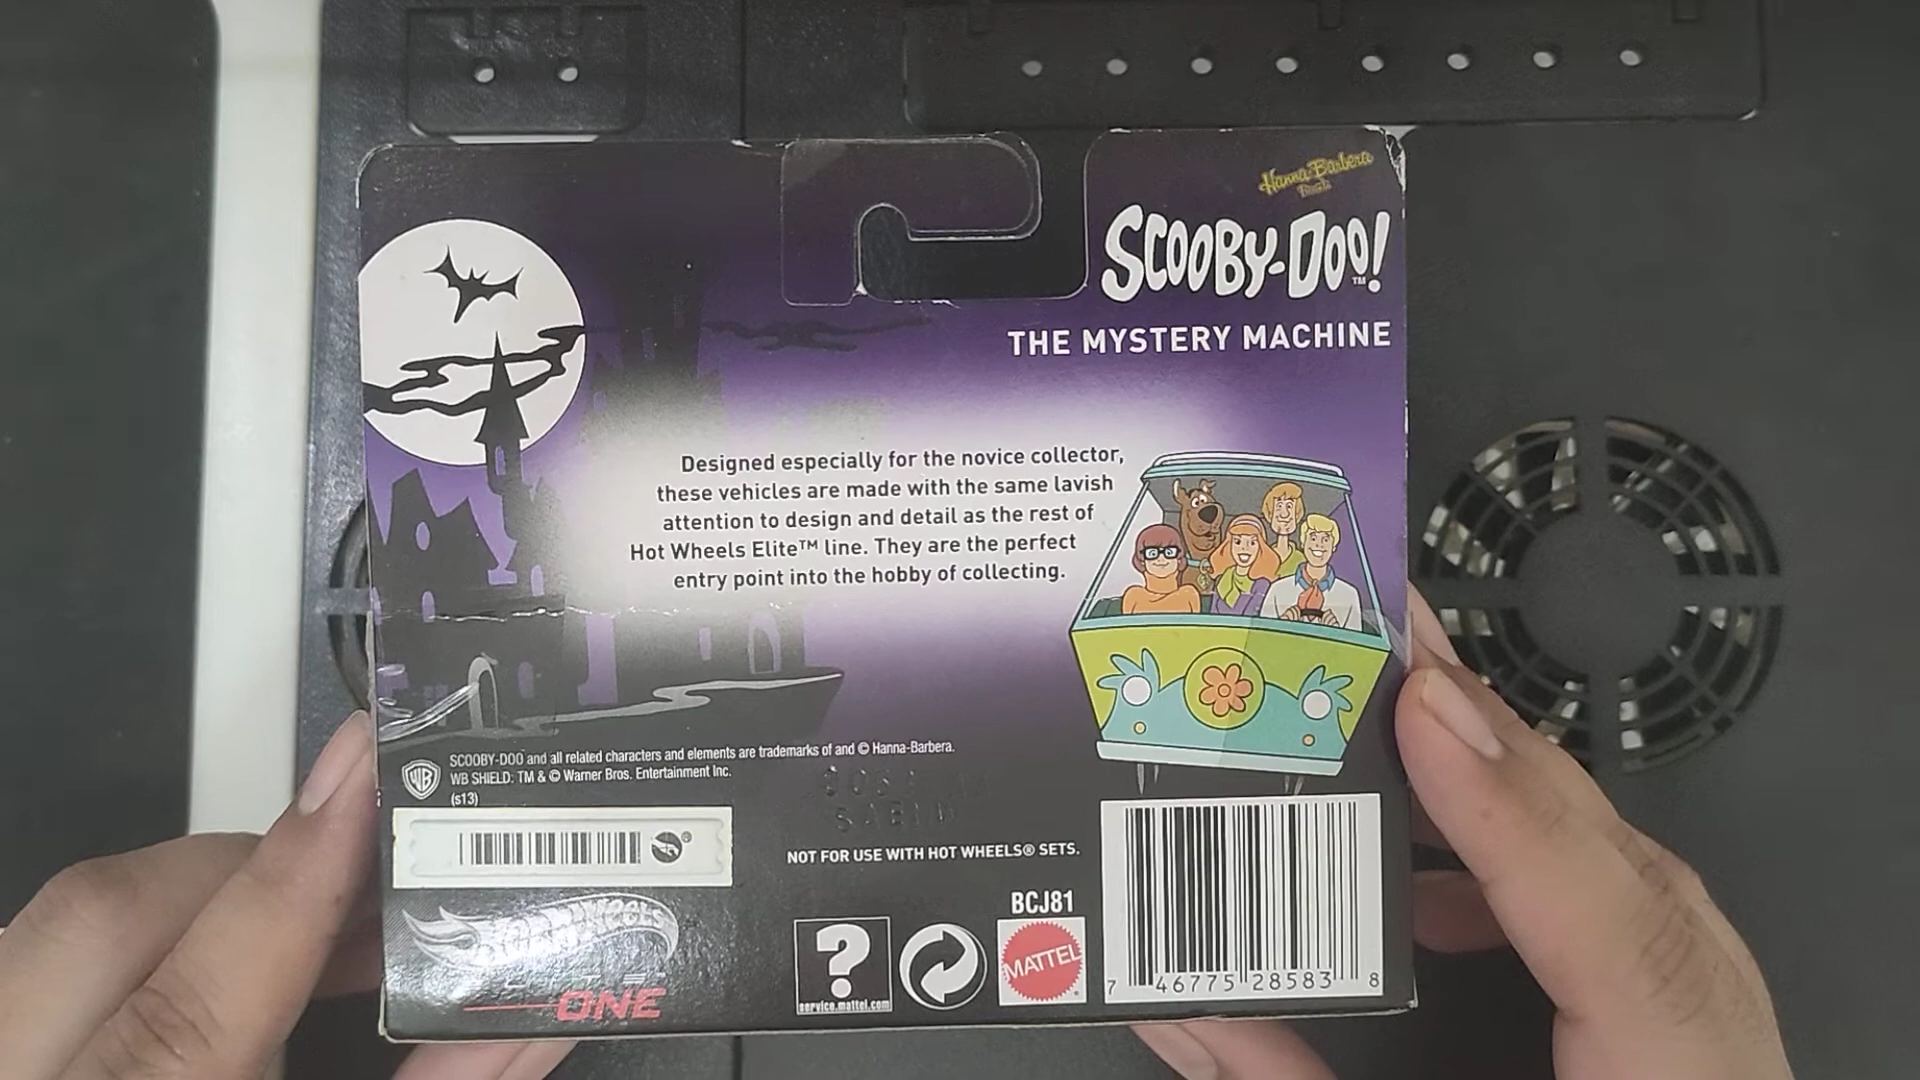 Hanna-Barbera
SCOOBY-DOO!™
THE MYSTERY MACHINE
Designed especially for the novice collector,
these vehicles are made with the same lavish
attention to design and detail as the rest of
Hot Wheels Elite™ line. They are the perfect
entry point into the hobby of collecting.
SCOOBY-DOO and all related characters and elements are trademarks of and © Hanna-Barbera.
WB SHIELD: TM & © Warner Bros. Entertainment Inc.
(s13)
WB
NOT FOR USE WITH HOT WHEELS® SETS.
BCJ81
Hot Wheels
ONE
?
service.mattel.com
MATTEL
7 46775 28583 8